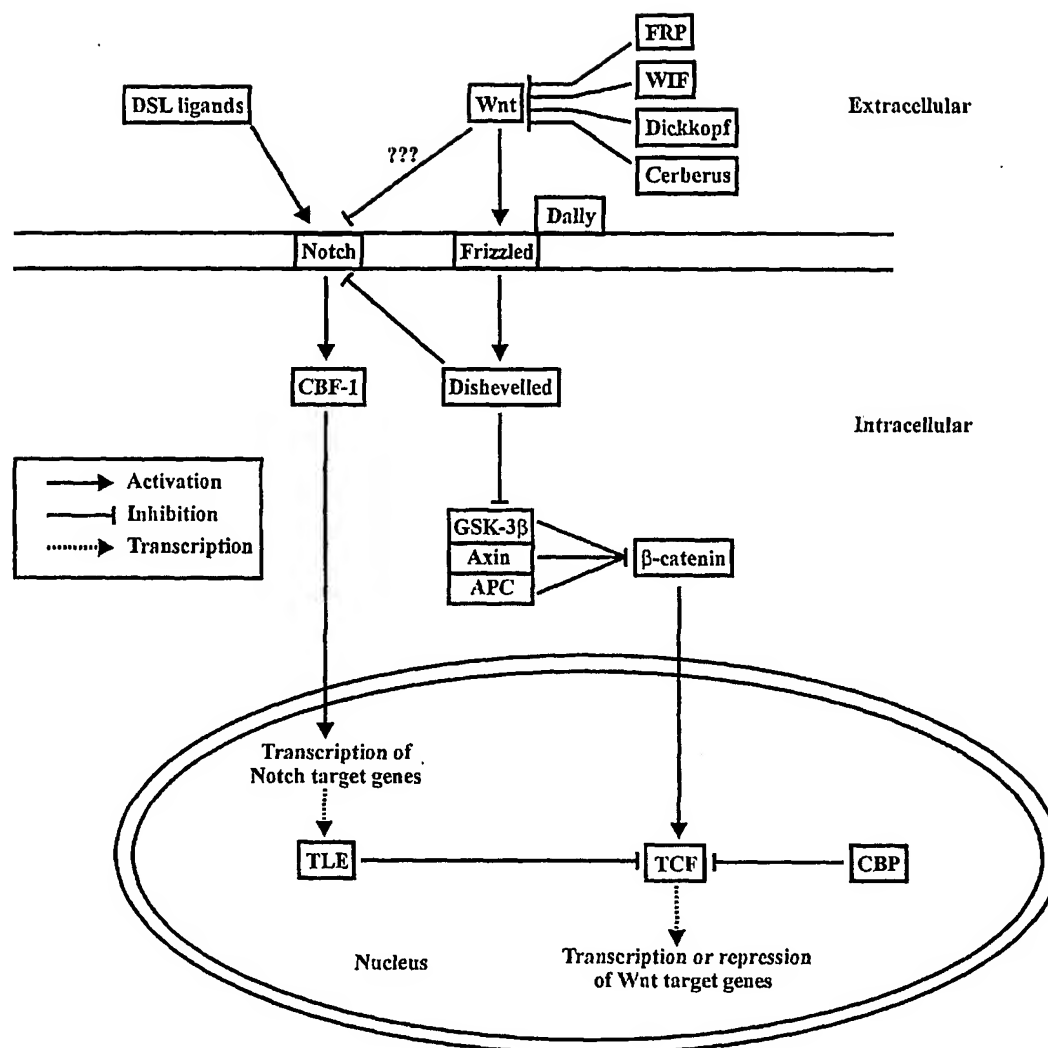 FRP
WIF
DSL ligands
Wnt
Extracellular
Dickkopf
???
Cerberus
Dally
Notch
Frizzled
CBF-1
Dishevelled
Intracellular
Activation
Inhibition
Transcription
GSK-3β
Axin
β-catenin
APC
Transcription of
Notch target genes
TLE
TCF
CBP
Nucleus
Transcription or repression
of Wnt target genes